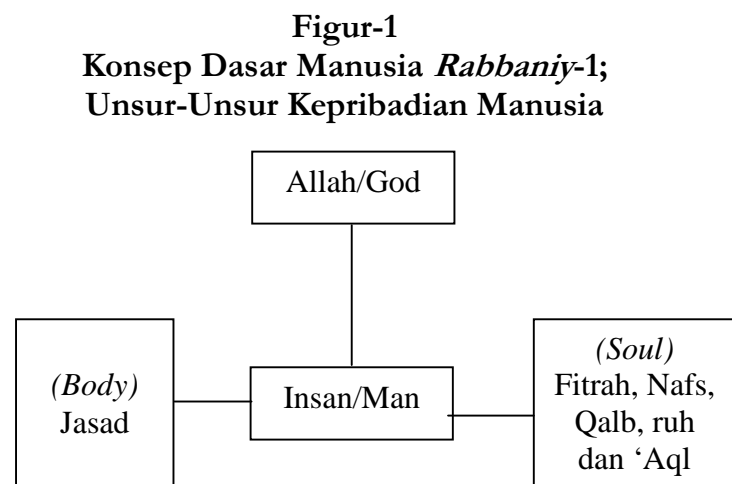 Figur-1
Konsep Dasar Manusia Rabbaniy-1;
Unsur-Unsur Kepribadian Manusia
Allah/God
(Body)
Jasad
Insan/Man
(Soul)
Fitrah, Nafs,
Qalb, ruh
dan ‘Aql